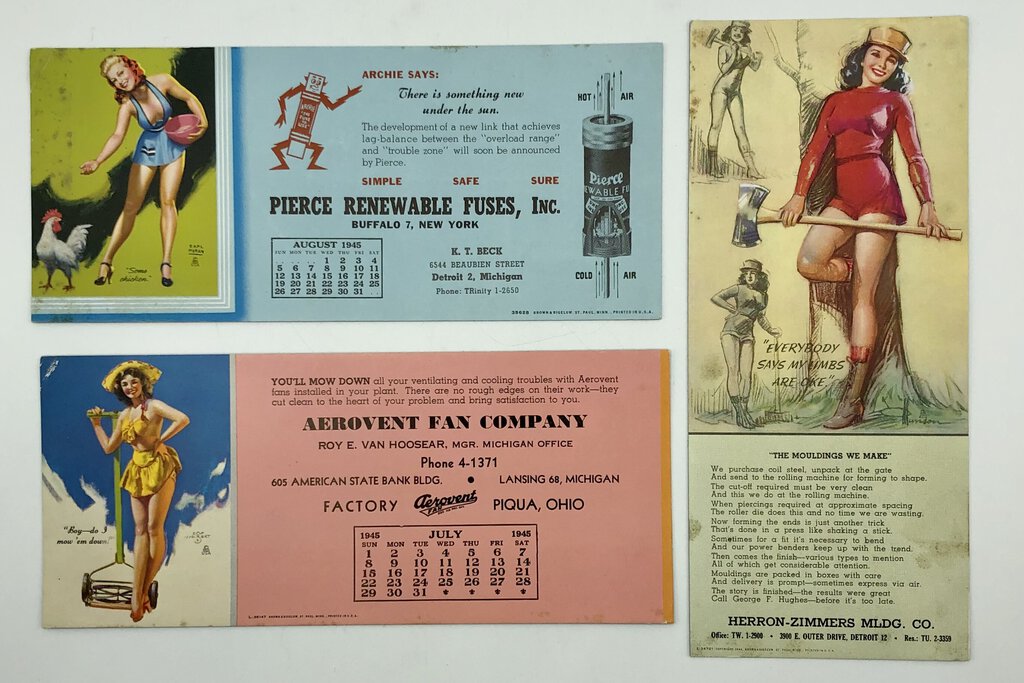 "Some
chicken"
EARL
MORAN
ARCHIE SAYS:
There is something new
under the sun.
The development of a new link that achieves
lag-balance between the "overload range"
and "trouble zone" will soon be announced
by Pierce.
SIMPLE SAFE SURE
PIERCE RENEWABLE FUSES, INC.
BUFFALO 7, NEW YORK
AUGUST 1945
SUN MON TUE WED THU FRI SAT
1 2 3 4
5 6 7 8 9 10 11
12 13 14 15 16 17 18
19 20 21 22 23 24 25
26 27 28 29 30 31
K. T. BECK
6544 BEAUBIEN STREET
Detroit 2, Michigan
Phone: TRinity 1-2650
HOT AIR
Pierce
COLD AIR
BROWN & BIGELOW, ST. PAUL, MINN., PRINTED IN U.S.A.
"Boy—do I
mow 'em down!"
YOU'LL MOW DOWN all your ventilating and cooling troubles with Aerovent
fans installed in your plant. There are no rough edges on their work—they
cut clean to the heart of your problem and bring satisfaction to you.
AEROVENT FAN COMPANY
ROY E. VAN HOOSEAR, MGR. MICHIGAN OFFICE
Phone 4-1371
605 AMERICAN STATE BANK BLDG. • LANSING 68, MICHIGAN
FACTORY Aerovent PIQUA, OHIO
1945 JULY 1945
SUN MON TUE WED THU FRI SAT
1 2 3 4 5 6 7
8 9 10 11 12 13 14
15 16 17 18 19 20 21
22 23 24 25 26 27 28
29 30 31 * * * *
"EVERYBODY
SAYS MY LIMBS
ARE OKE."
"THE MOULDINGS WE MAKE"
We purchase coil steel, unpack at the gate
And send to the rolling machine for forming to shape.
The cut-off required must be very clean
And this we do at the rolling machine.
When piercings required at approximate spacing
The roller die does this and no time we are wasting.
Now forming the ends is just another trick
That's done in a press like shaking a stick.
Sometimes for a fit it's necessary to bend
And our power benders keep up with the trend.
Then comes the finish—various types to mention
All of which get considerable attention.
Mouldings are packed in boxes with care
And delivery is prompt—sometimes express via air.
The story is finished—the results were great
Call George F. Hughes—before it's too late.
HERRON-ZIMMERS MLDG. CO.
Office: TW. 1-2900 • 3900 E. OUTER DRIVE, DETROIT 12 • Res.: TU. 2-3359